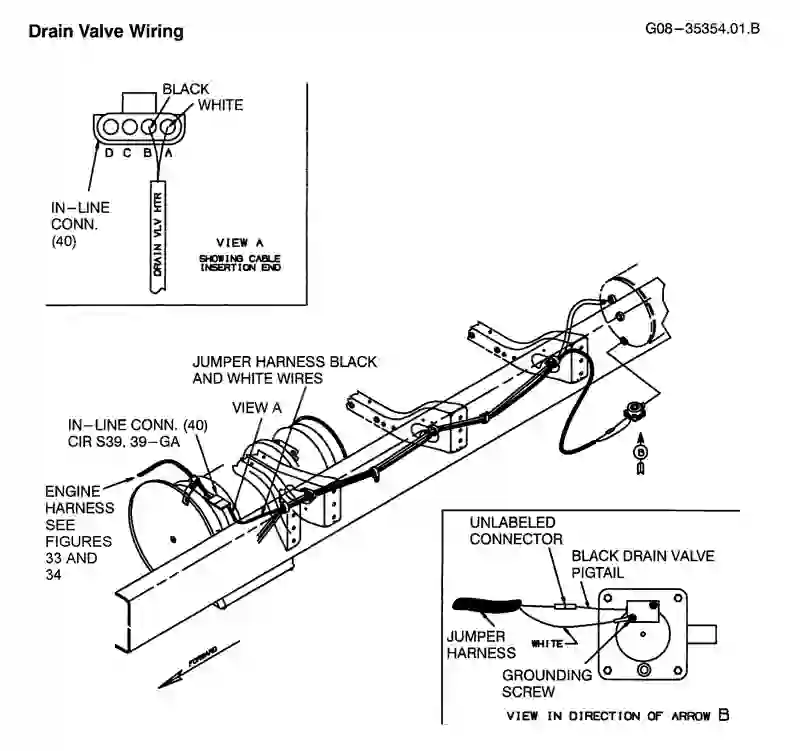 Drain Valve Wiring
G08-35354.01.B
BLACK
WHITE
D C B A
IN-LINE
CONN.
(40)
DRAIN VLV HTR
VIEW A
SHOWING CABLE
INSERTION END
JUMPER HARNESS BLACK
AND WHITE WIRES
VIEW A
IN-LINE CONN. (40)
CIR S39, 39-GA
ENGINE
HARNESS
SEE
FIGURES
33 AND
34
FORWARD
B
UNLABELED
CONNECTOR
BLACK DRAIN VALVE
PIGTAIL
JUMPER
HARNESS
WHITE
GROUNDING
SCREW
VIEW IN DIRECTION OF ARROW B